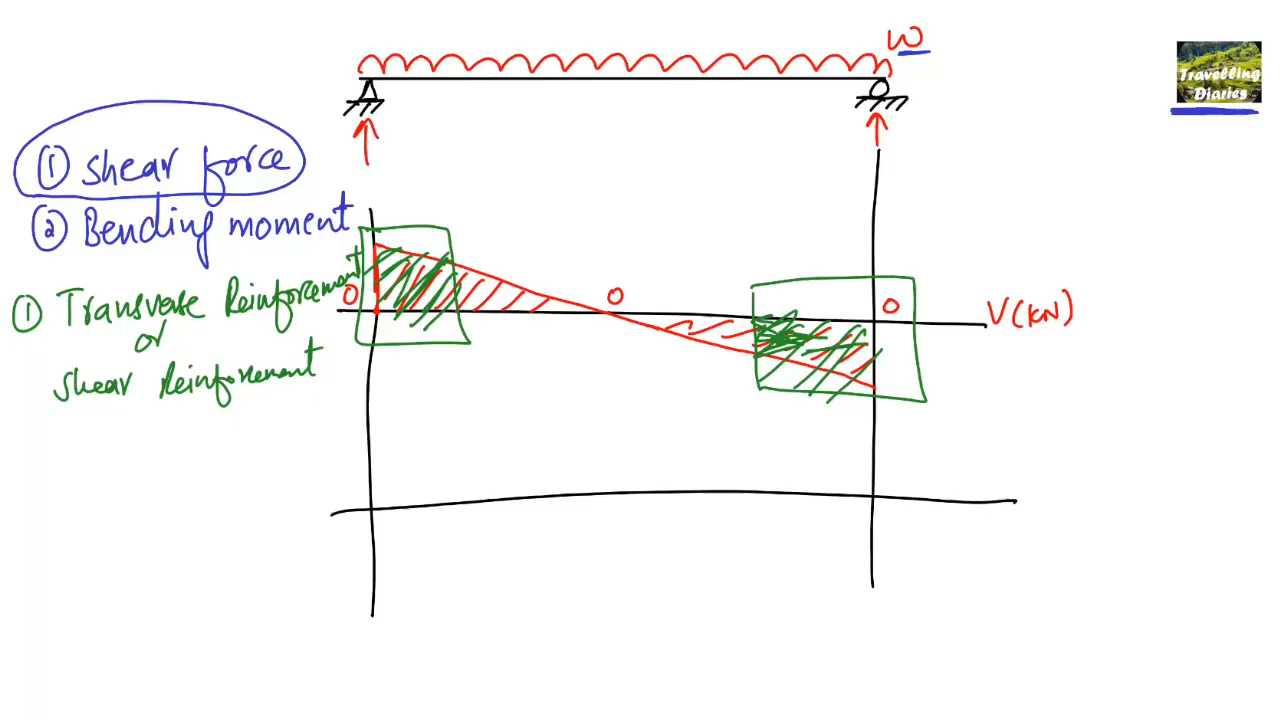 W
Travelling
Diaries
① Shear force
② Bending moment
① Transverse Reinforcement
or
Shear Reinforcement
0
0
0
V(KN)